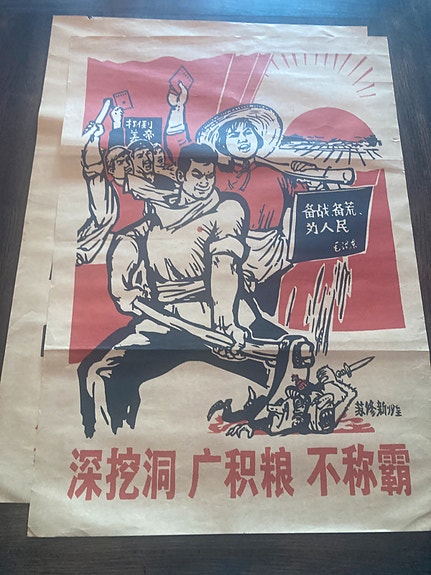 打倒
美帝
备战备荒.
为人民
毛泽东
苏修新沙皇
深挖洞 广积粮 不称霸